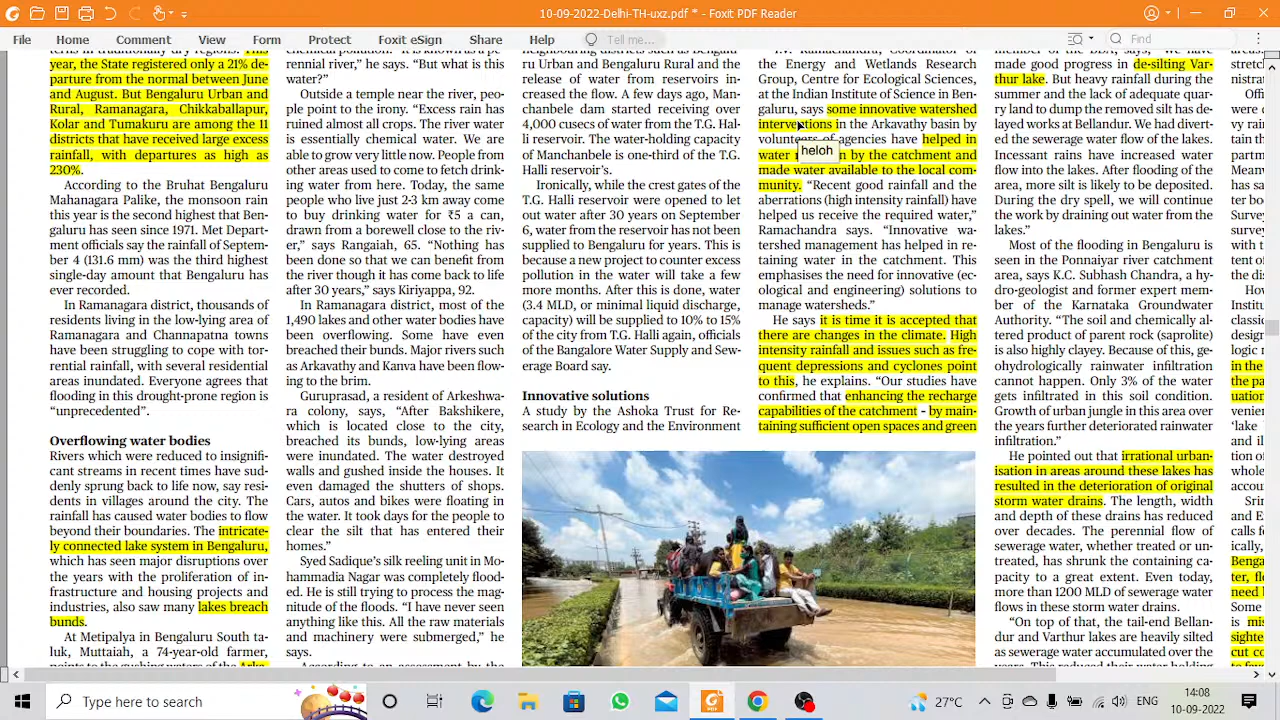 10-09-2022-Delhi-TH-uxz.pdf * - Foxit PDF Reader
File Home Comment View Form Protect Foxit eSign Share Help Tell me... Find
year, the State registered only a 21% de-
parture from the normal between June
and August. But Bengaluru Urban and
Rural, Ramanagara, Chikkaballapur,
Kolar and Tumakuru are among the 11
districts that have received large excess
rainfall, with departures as high as
230%.
According to the Bruhat Bengaluru
Mahanagara Palike, the monsoon rain
this year is the second highest that Ben-
galuru has seen since 1971. Met Depart-
ment officials say the rainfall of Septem-
ber 4 (131.6 mm) was the third highest
single-day amount that Bengaluru has
ever recorded.
In Ramanagara district, thousands of
residents living in the low-lying area of
Ramanagara and Channapatna towns
have been struggling to cope with tor-
rential rainfall, with several residential
areas inundated. Everyone agrees that
flooding in this drought-prone region is
“unprecedented”.
Overflowing water bodies
Rivers which were reduced to insignifi-
cant streams in recent times have sud-
denly sprung back to life now, say resi-
dents in villages around the city. The
rainfall has caused water bodies to flow
beyond their boundaries. The intricate-
ly connected lake system in Bengaluru,
which has seen major disruptions over
the years with the proliferation of in-
frastructure and housing projects and
industries, also saw many lakes breach
bunds.
At Metipalya in Bengaluru South ta-
luk, Muttaiah, a 74-year-old farmer,
rennial river,” he says. “But what is this
water?”
Outside a temple near the river, peo-
ple point to the irony. “Excess rain has
ruined almost all crops. The river water
is essentially chemical water. We are
able to grow very little now. People from
other areas used to come to fetch drink-
ing water from here. Today, the same
people who live just 2-3 km away come
to buy drinking water for ₹5 a can,
drawn from a borewell close to the riv-
er,” says Rangaiah, 65. “Nothing has
been done so that we can benefit from
the river though it has come back to life
after 30 years,” says Kiriyappa, 92.
In Ramanagara district, most of the
1,490 lakes and other water bodies have
been overflowing. Some have even
breached their bunds. Major rivers such
as Arkavathy and Kanva have been flow-
ing to the brim.
Guruprasad, a resident of Arkeshwa-
ra colony, says, “After Bakshikere,
which is located close to the city,
breached its bunds, low-lying areas
were inundated. The water destroyed
walls and gushed inside the houses. It
even damaged the shutters of shops.
Cars, autos and bikes were floating in
the water. It took days for the people to
clear the silt that has entered their
homes.”
Syed Sadique’s silk reeling unit in Mo-
hammadia Nagar was completely flood-
ed. He is still trying to process the mag-
nitude of the floods. “I have never seen
anything like this. All the raw materials
and machinery were submerged,” he
says.
According to an assessment by the
ru Urban and Bengaluru Rural and the
release of water from reservoirs in-
creased the flow. A few days ago, Man-
chanbele dam started receiving over
4,000 cusecs of water from the T.G. Hal-
li reservoir. The water-holding capacity
of Manchanbele is one-third of the T.G.
Halli reservoir’s.
Ironically, while the crest gates of the
T.G. Halli reservoir were opened to let
out water after 30 years on September
6, water from the reservoir has not been
supplied to Bengaluru for years. This is
because a new project to counter excess
pollution in the water will take a few
more months. After this is done, water
(3.4 MLD, or minimal liquid discharge,
capacity) will be supplied to 10% to 15%
of the city from T.G. Halli again, officials
of the Bangalore Water Supply and Sew-
erage Board say.
Innovative solutions
A study by the Ashoka Trust for Re-
search in Ecology and the Environment
the Energy and Wetlands Research
Group, Centre for Ecological Sciences,
at the Indian Institute of Science in Ben-
galuru, says some innovative watershed
interventions in the Arkavathy basin by
volunteers of agencies have helped in
water by the catchment and
made water available to the local com-
munity. “Recent good rainfall and the
aberrations (high intensity rainfall) have
helped us receive the required water,”
Ramachandra says. “Innovative wa-
tershed management has helped in re-
taining water in the catchment. This
emphasises the need for innovative (ec-
ological and engineering) solutions to
manage watersheds.”
He says it is time it is accepted that
there are changes in the climate. High
intensity rainfall and issues such as fre-
quent depressions and cyclones point
to this, he explains. “Our studies have
confirmed that enhancing the recharge
capabilities of the catchment - by main-
taining sufficient open spaces and green
heloh
made good progress in de-silting Var-
thur lake. But heavy rainfall during the
summer and the lack of adequate quar-
ry land to dump the removed silt has de-
layed works at Bellandur. We had divert-
ed the sewerage water flow of the lakes.
Incessant rains have increased water
flow into the lakes. After flooding of the
area, more silt is likely to be deposited.
During the dry spell, we will continue
the work by draining out water from the
lakes.”
Most of the flooding in Bengaluru is
seen in the Ponnaiyar river catchment
area, says K.C. Subhash Chandra, a hy-
dro-geologist and former expert mem-
ber of the Karnataka Groundwater
Authority. “The soil and chemically al-
tered product of parent rock (saprolite)
is also highly clayey. Because of this, ge-
ohydrologically rainwater infiltration
cannot happen. Only 3% of the water
gets infiltrated in this soil condition.
Growth of urban jungle in this area over
the years further deteriorated rainwater
infiltration.”
He pointed out that irrational urban-
isation in areas around these lakes has
resulted in the deterioration of original
storm water drains. The length, width
and depth of these drains has reduced
over decades. The perennial flow of
sewerage water, whether treated or un-
treated, has shrunk the containing ca-
pacity to a great extent. Even today,
more than 1200 MLD of sewerage water
flows in these storm water drains.
“On top of that, the tail-end Bellan-
dur and Varthur lakes are heavily silted
as sewerage water accumulated over the
years. This reduced their water holding
Type here to search
27°C
ENG
14:08
10-09-2022